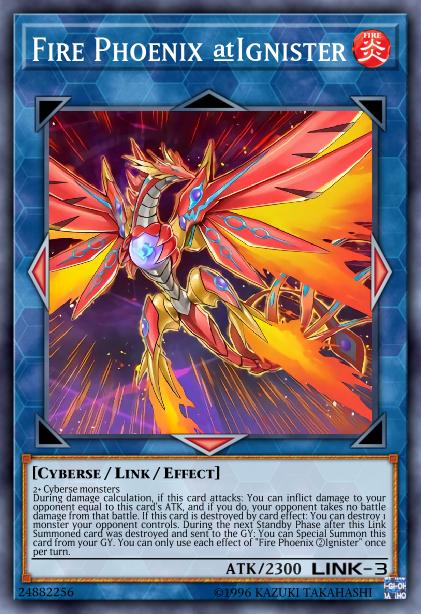 Fire Phoenix @Ignister
FIRE
炎
[Cyberse / Link / Effect]
2+ Cyberse monsters
During damage calculation, if this card attacks: You can inflict damage to your
opponent equal to this card's ATK, and if you do, your opponent takes no battle
damage from that battle. If this card is destroyed by card effect: You can destroy 1
monster your opponent controls. During the next Standby Phase after this Link
Summoned card was destroyed and sent to the GY: You can Special Summon this
card from your GY. You can only use each effect of "Fire Phoenix @Ignister" once
per turn.
ATK/2300 LINK-3
24882256
©1996 KAZUKI TAKAHASHI